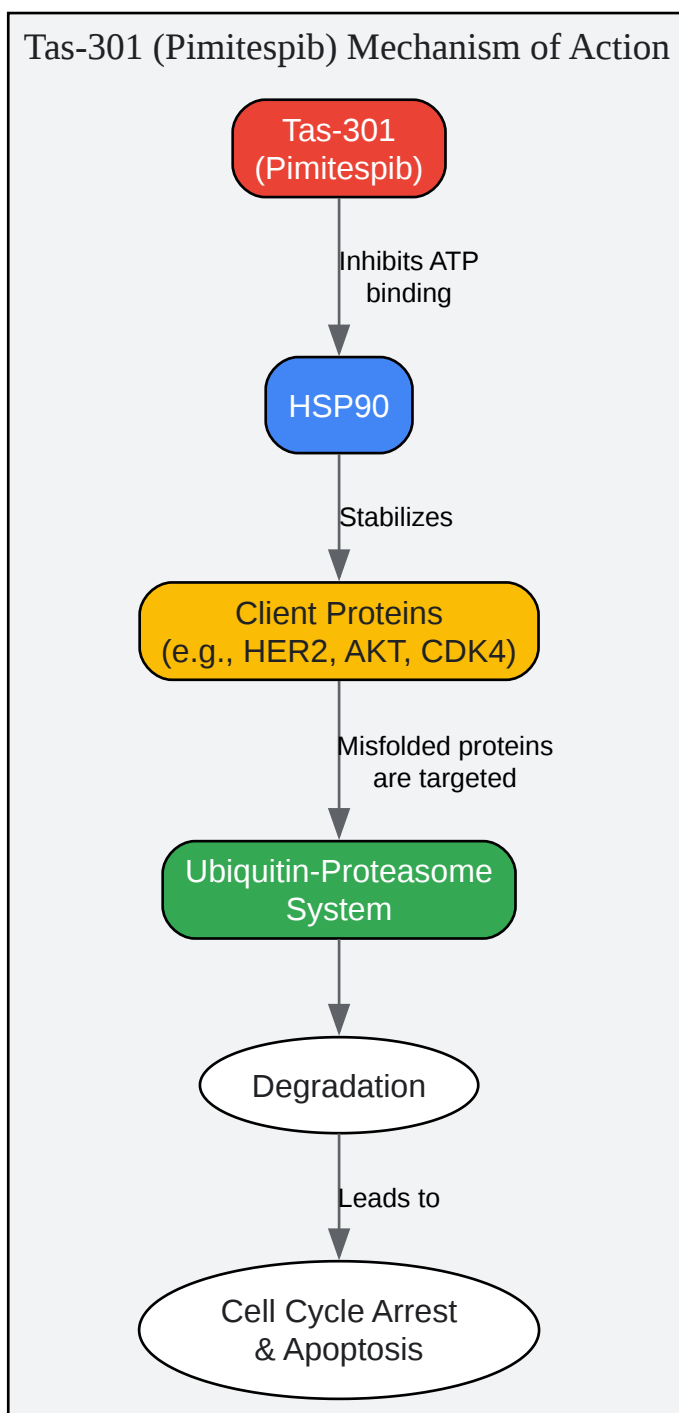 Tas-301 (Pimitespib) Mechanism of Action
Tas-301
(Pimitespib)
Inhibits ATP
binding
HSP90
Stabilizes
Client Proteins
(e.g., HER2, AKT, CDK4)
Misfolded proteins
are targeted
Ubiquitin-Proteasome
System
Degradation
Leads to
Cell Cycle Arrest
& Apoptosis